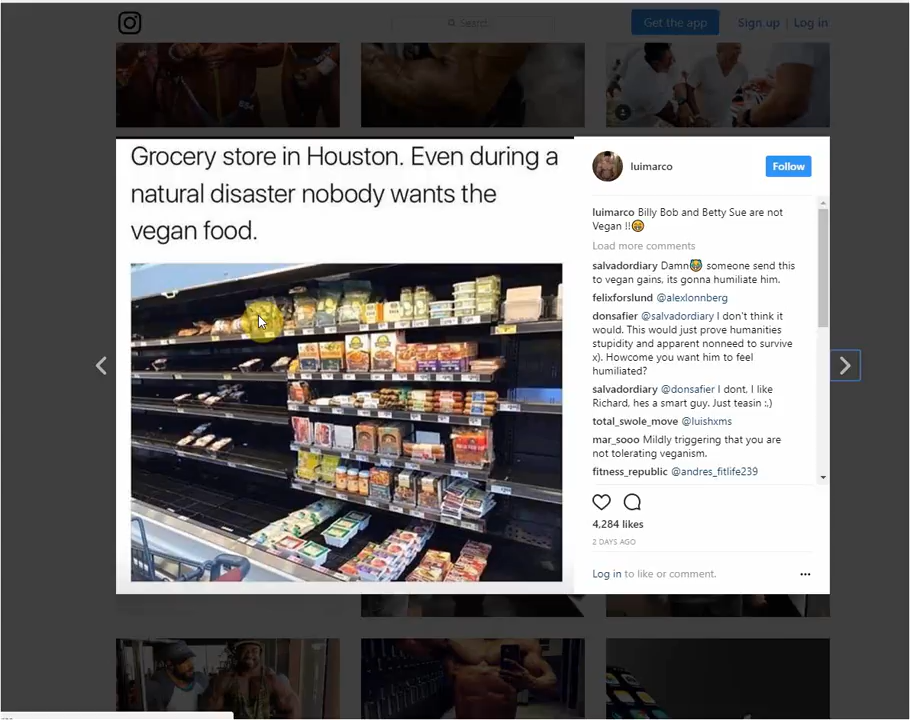 Search
Get the app
Sign up | Log in
Grocery store in Houston. Even during a
natural disaster nobody wants the
vegan food.
luimarco
Follow
luimarco Billy Bob and Betty Sue are not
Vegan !!😁
Load more comments
salvadordiary Damn😹 someone send this
to vegan gains, its gonna humiliate him.
felixforslund @alexlonnberg
donsafier @salvadordiary I don't think it
would. This would just prove humanities
stupidity and apparent nonneed to survive
x). Howcome you want him to feel
humiliated?
salvadordiary @donsafier I dont, I like
Richard, hes a smart guy. Just teasin :,)
total_swole_move @luishxms
mar_sooo Mildly triggering that you are
not tolerating veganism.
fitness_republic @andres_fitlife239
4,284 likes
2 DAYS AGO
Log in to like or comment.